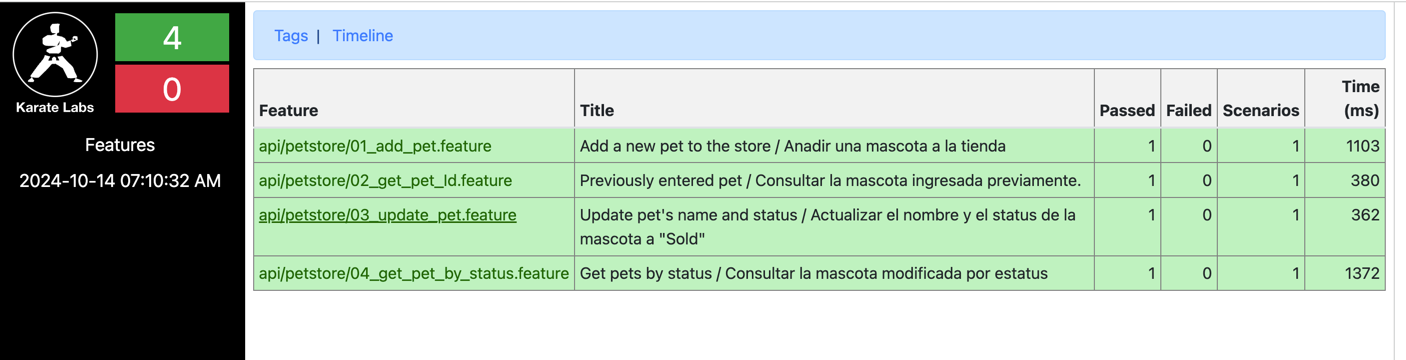 4
0
Karate Labs
Features
2024-10-14 07:10:32 AM
Tags | Timeline
Feature Title Passed Failed Scenarios Time (ms)
api/petstore/01_add_pet.feature Add a new pet to the store / Anadir una mascota a la tienda 1 0 1 1103
api/petstore/02_get_pet_Id.feature Previously entered pet / Consultar la mascota ingresada previamente. 1 0 1 380
api/petstore/03_update_pet.feature Update pet's name and status / Actualizar el nombre y el status de la 1 0 1 362
mascota a "Sold"
api/petstore/04_get_pet_by_status.feature Get pets by status / Consultar la mascota modificada por estatus 1 0 1 1372